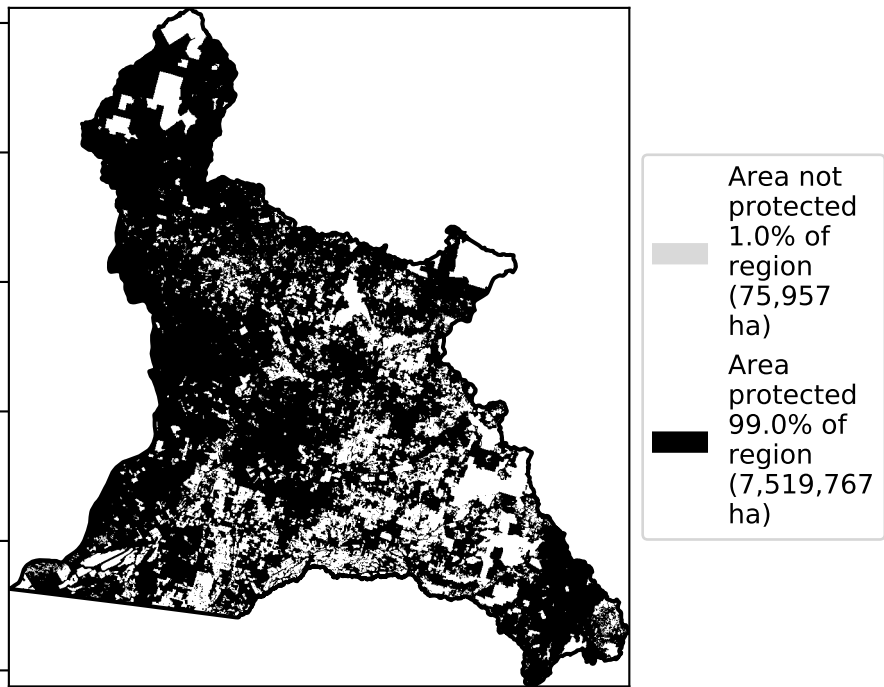 Area not
protected
1.0% of
region
(75,957
ha)
Area
protected
99.0% of
region
(7,519,767
ha)